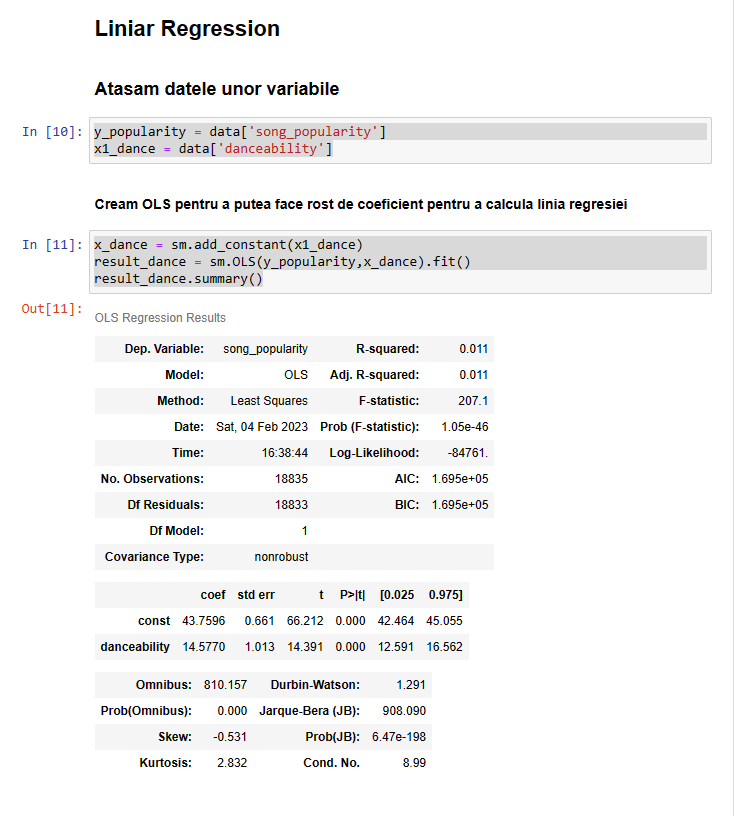 Liniar Regression
Atasam datele unor variabile
In [10]: y_popularity = data['song_popularity']
x1_dance = data['danceability']
Cream OLS pentru a putea face rost de coeficient pentru a calcula linia regresiei
In [11]: x_dance = sm.add_constant(x1_dance)
result_dance = sm.OLS(y_popularity,x_dance).fit()
result_dance.summary()
Out[11]:
OLS Regression Results
Dep. Variable: song_popularity R-squared: 0.011
Model: OLS Adj. R-squared: 0.011
Method: Least Squares F-statistic: 207.1
Date: Sat, 04 Feb 2023 Prob (F-statistic): 1.05e-46
Time: 16:38:44 Log-Likelihood: -84761.
No. Observations: 18835 AIC: 1.695e+05
Df Residuals: 18833 BIC: 1.695e+05
Df Model: 1
Covariance Type: nonrobust
coef std err t P>|t| [0.025 0.975]
const 43.7596 0.661 66.212 0.000 42.464 45.055
danceability 14.5770 1.013 14.391 0.000 12.591 16.562
Omnibus: 810.157 Durbin-Watson: 1.291
Prob(Omnibus): 0.000 Jarque-Bera (JB): 908.090
Skew: -0.531 Prob(JB): 6.47e-198
Kurtosis: 2.832 Cond. No. 8.99